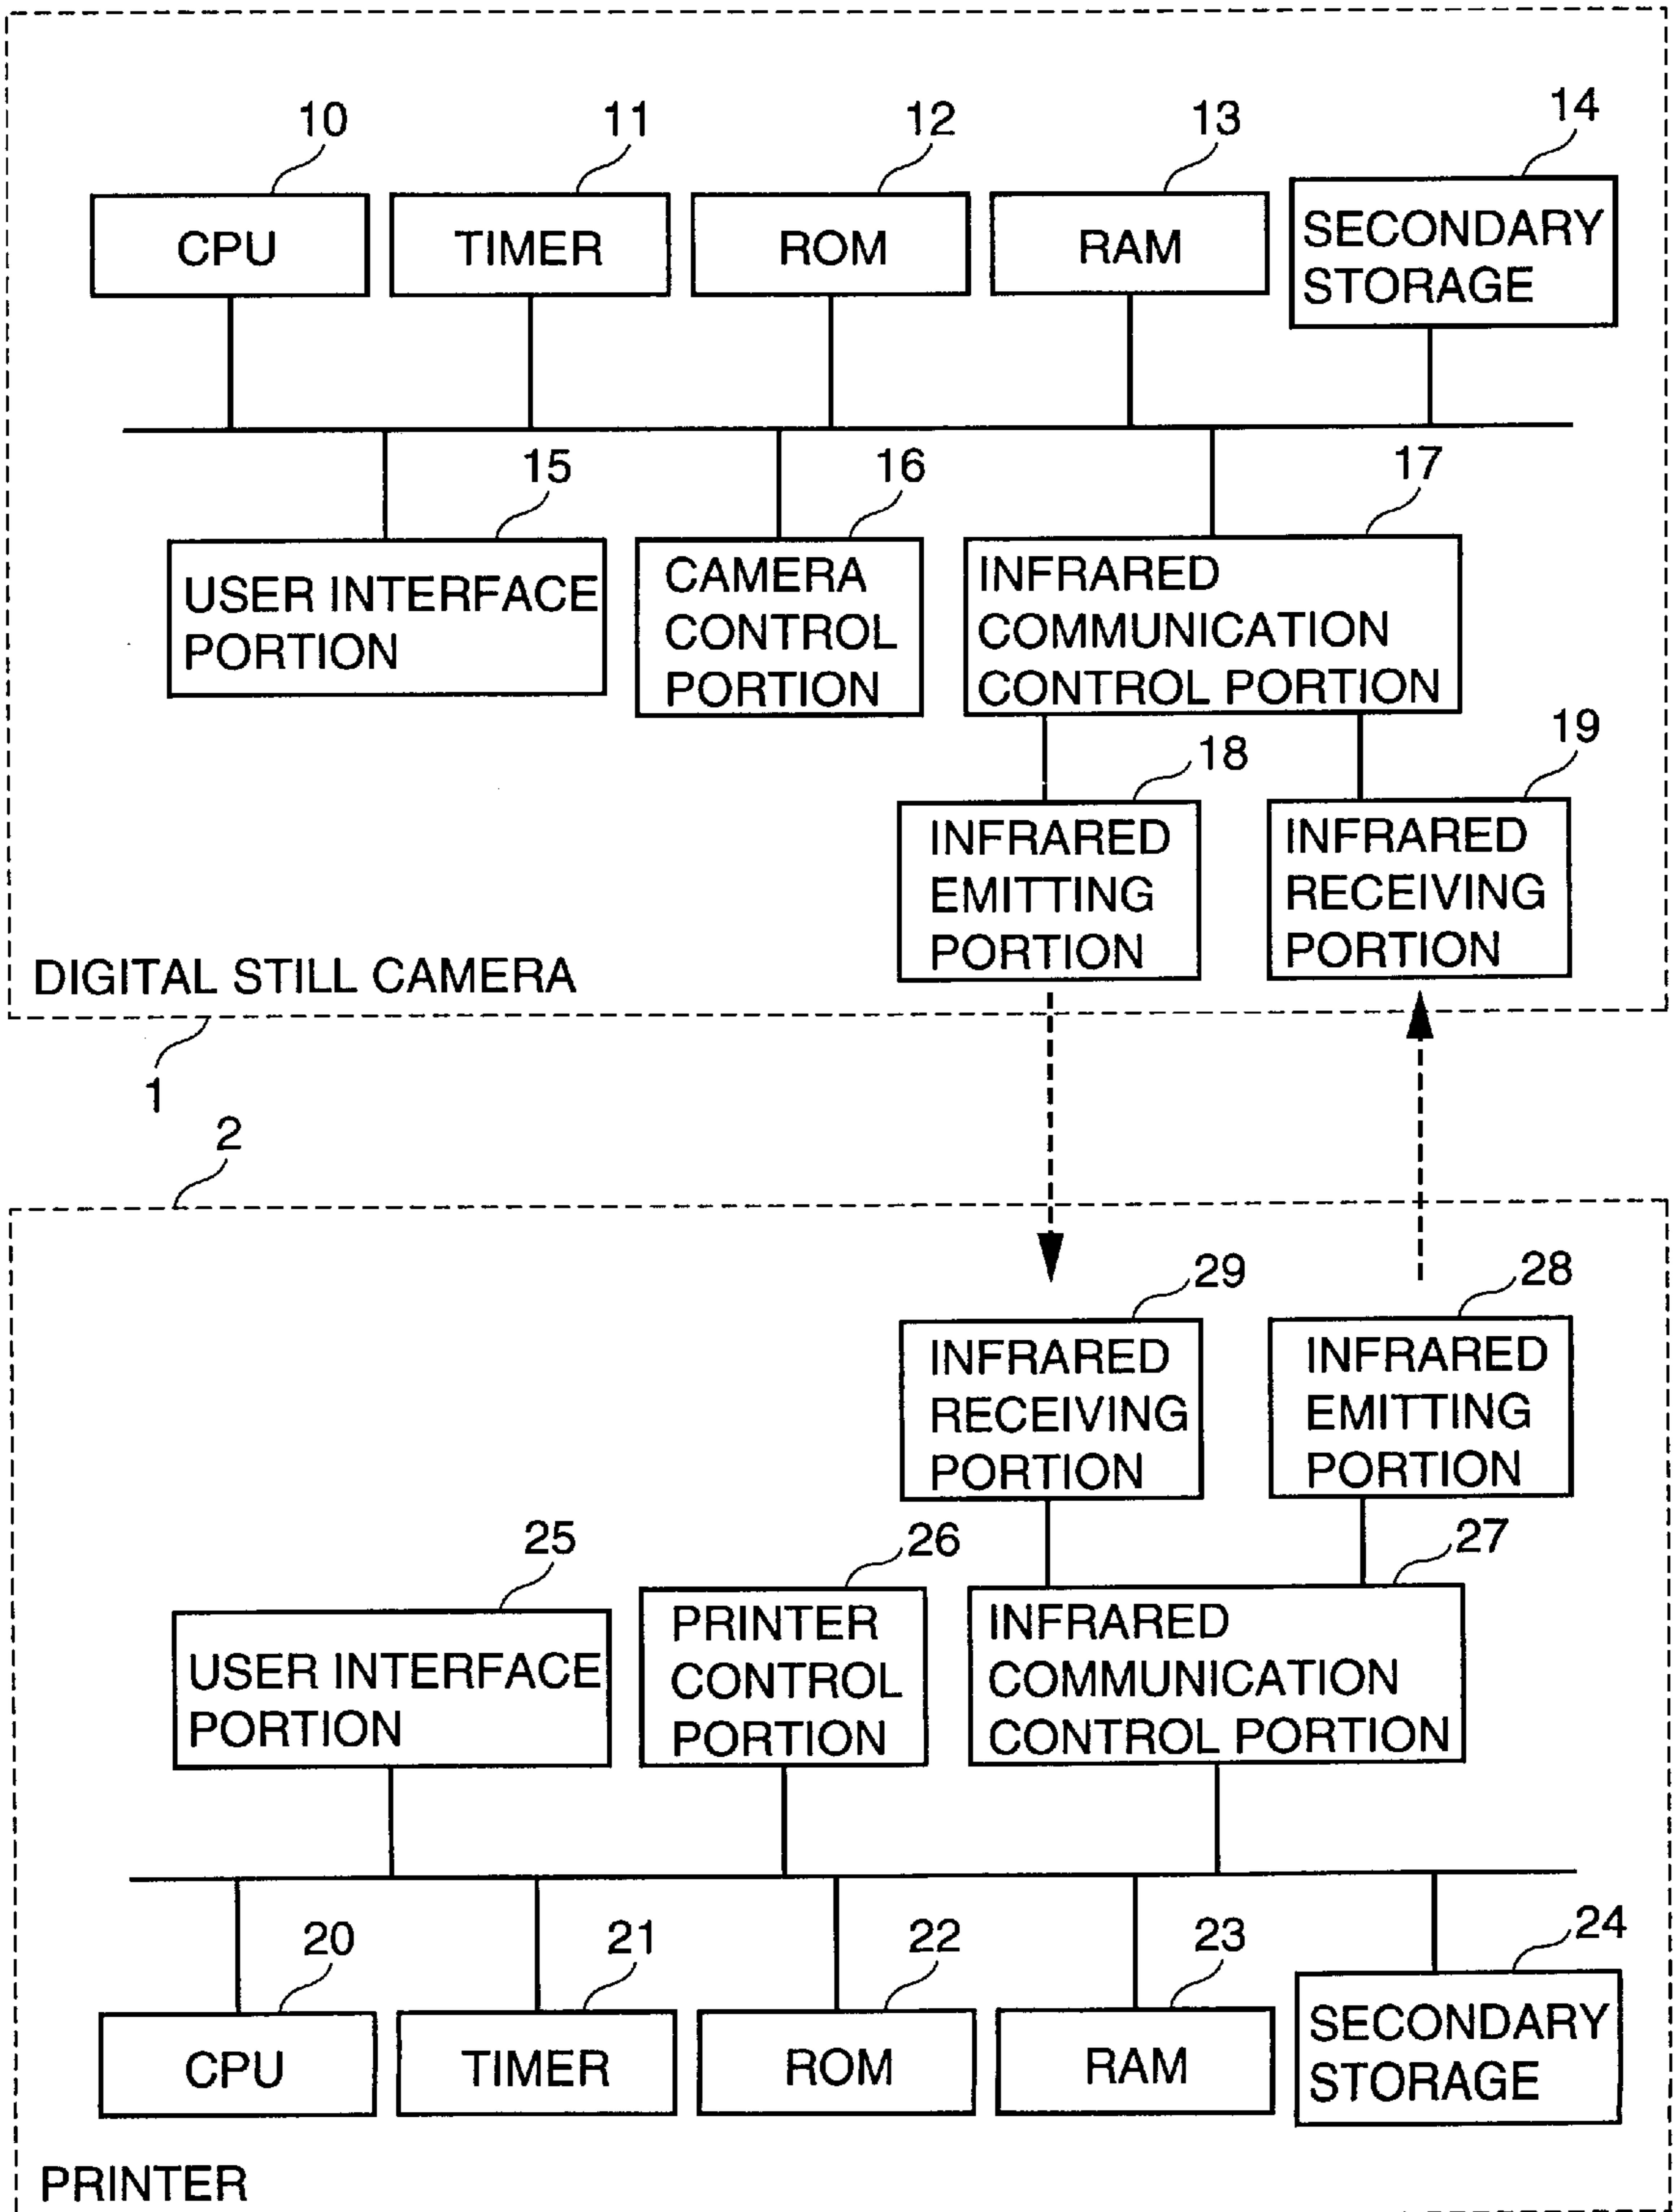 10
11
12
13
14
CPU
TIMER
ROM
RAM
SECONDARY
STORAGE
15
16
17
USER INTERFACE
PORTION
CAMERA
CONTROL
PORTION
INFRARED
COMMUNICATION
CONTROL PORTION
18
19
INFRARED
EMITTING
PORTION
INFRARED
RECEIVING
PORTION
DIGITAL STILL CAMERA
1
2
29
28
INFRARED
RECEIVING
PORTION
INFRARED
EMITTING
PORTION
25
26
27
USER INTERFACE
PORTION
PRINTER
CONTROL
PORTION
INFRARED
COMMUNICATION
CONTROL PORTION
20
21
22
23
24
CPU
TIMER
ROM
RAM
SECONDARY
STORAGE
PRINTER